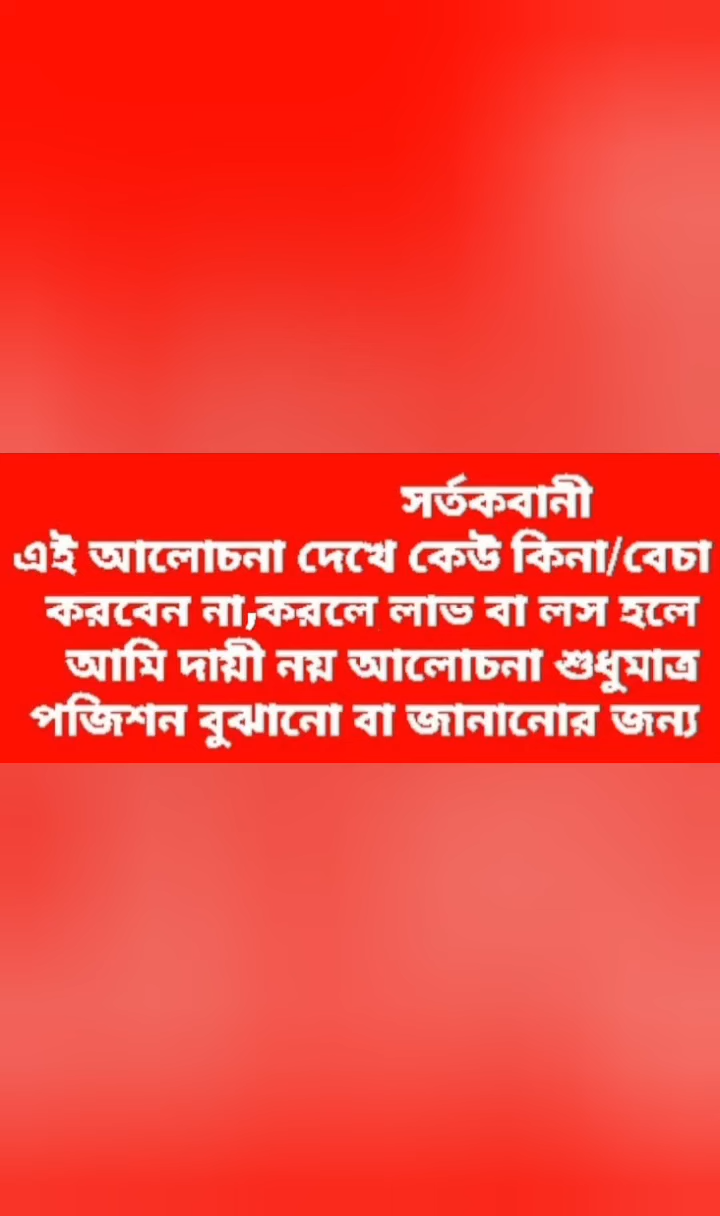 সর্তকবানী
এই আলোচনা দেখে কেউ কিনা/বেচা
করবেন না,করলে লাভ বা লস হলে
আমি দায়ী নয় আলোচনা শুধুমাত্র
পজিশন বুঝানো বা জানানোর জন্য